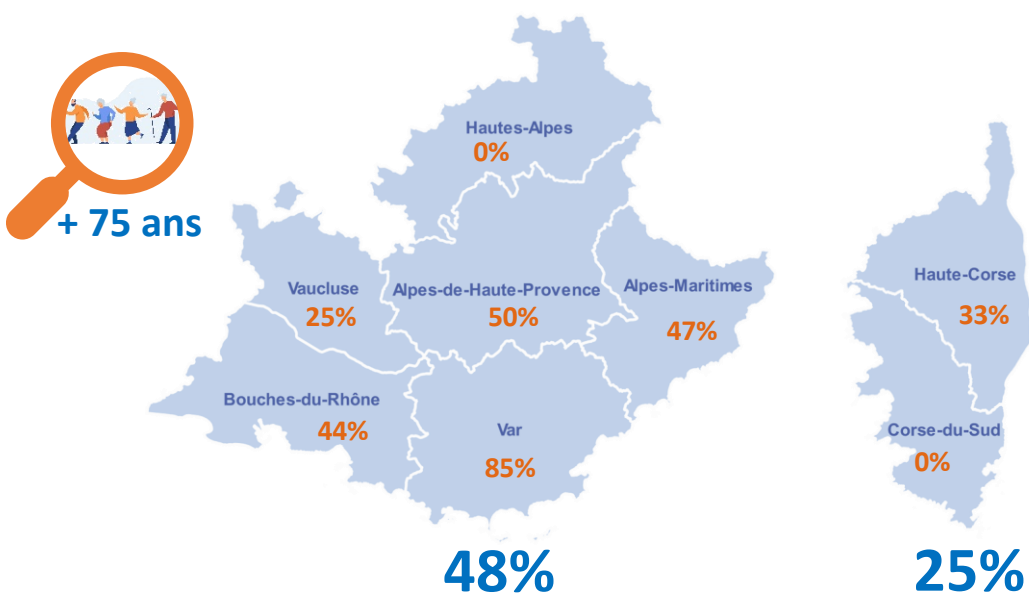 + 75 ans
Hautes-Alpes
0%
Vaucluse
25%
Alpes-de-Haute-Provence
50%
Alpes-Maritimes
47%
Bouches-du-Rhône
44%
Var
85%
48%
Haute-Corse
33%
Corse-du-Sud
0%
25%